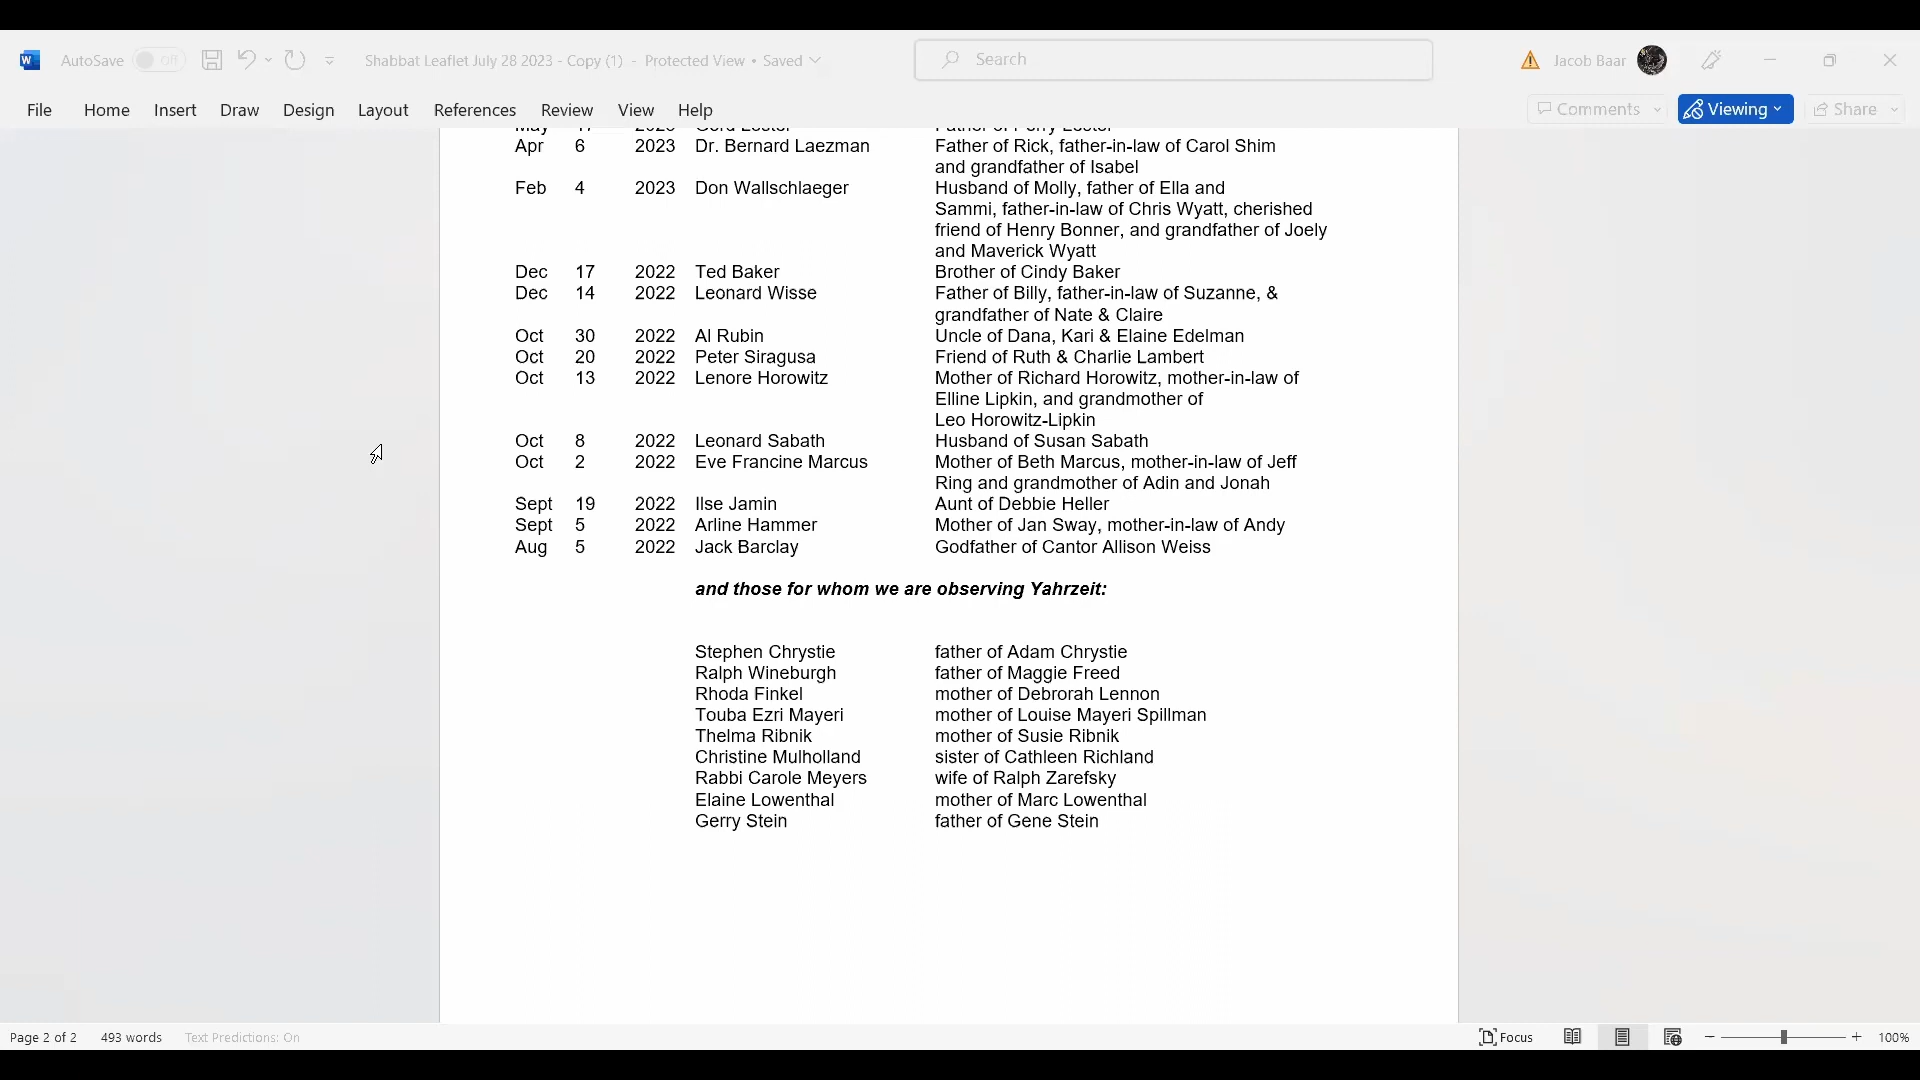 AutoSave Off Shabbat Leaflet July 28 2023 - Copy (1) - Protected View • Saved Search Jacob Baar
File Home Insert Draw Design Layout References Review View Help Comments Viewing Share
Apr 6 2023 Dr. Bernard Laezman Father of Rick, father-in-law of Carol Shim
and grandfather of Isabel
Feb 4 2023 Don Wallschlaeger Husband of Molly, father of Ella and
Sammi, father-in-law of Chris Wyatt, cherished
friend of Henry Bonner, and grandfather of Joely
and Maverick Wyatt
Dec 17 2022 Ted Baker Brother of Cindy Baker
Dec 14 2022 Leonard Wisse Father of Billy, father-in-law of Suzanne, &
grandfather of Nate & Claire
Oct 30 2022 Al Rubin Uncle of Dana, Kari & Elaine Edelman
Oct 20 2022 Peter Siragusa Friend of Ruth & Charlie Lambert
Oct 13 2022 Lenore Horowitz Mother of Richard Horowitz, mother-in-law of
Elline Lipkin, and grandmother of
Leo Horowitz-Lipkin
Oct 8 2022 Leonard Sabath Husband of Susan Sabath
Oct 2 2022 Eve Francine Marcus Mother of Beth Marcus, mother-in-law of Jeff
Ring and grandmother of Adin and Jonah
Sept 19 2022 Ilse Jamin Aunt of Debbie Heller
Sept 5 2022 Arline Hammer Mother of Jan Sway, mother-in-law of Andy
Aug 5 2022 Jack Barclay Godfather of Cantor Allison Weiss
and those for whom we are observing Yahrzeit:
Stephen Chrystie father of Adam Chrystie
Ralph Wineburgh father of Maggie Freed
Rhoda Finkel mother of Debrorah Lennon
Touba Ezri Mayeri mother of Louise Mayeri Spillman
Thelma Ribnik mother of Susie Ribnik
Christine Mulholland sister of Cathleen Richland
Rabbi Carole Meyers wife of Ralph Zarefsky
Elaine Lowenthal mother of Marc Lowenthal
Gerry Stein father of Gene Stein
Page 2 of 2 493 words Text Predictions: On Focus 100%